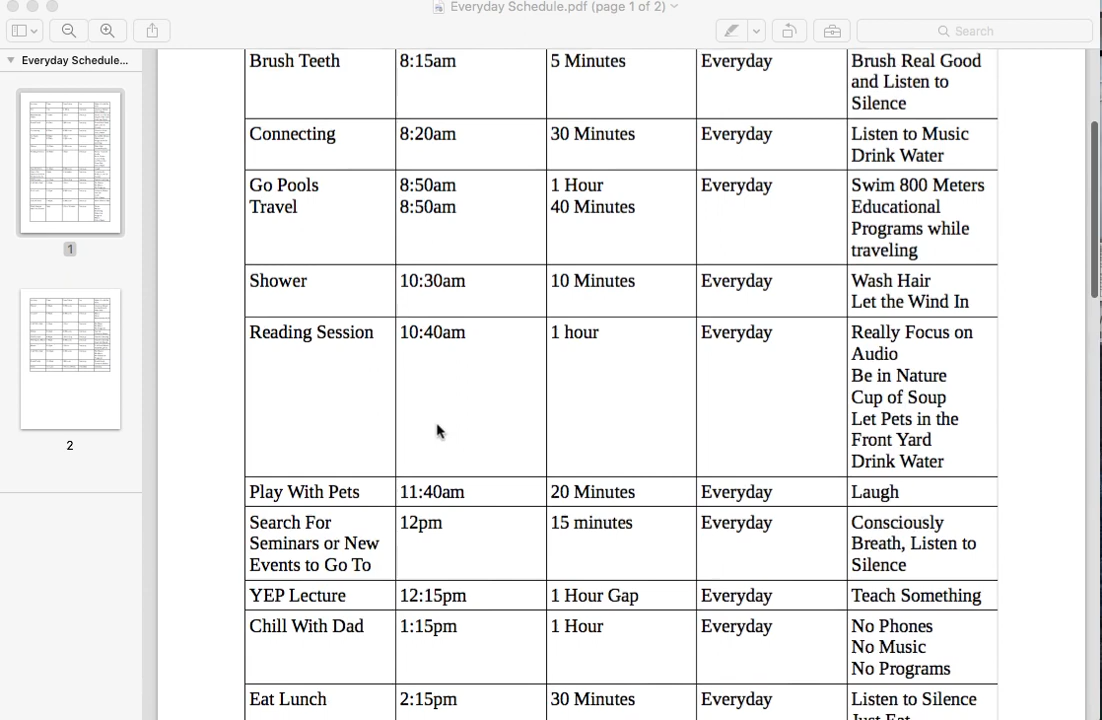 Everyday Schedule.pdf (page 1 of 2)
Search
Everyday Schedule...
1
2
Brush Teeth 8:15am 5 Minutes Everyday Brush Real Good
and Listen to
Silence
Connecting 8:20am 30 Minutes Everyday Listen to Music
Drink Water
Go Pools 8:50am 1 Hour Everyday Swim 800 Meters
Travel 8:50am 40 Minutes Educational
Programs while
traveling
Shower 10:30am 10 Minutes Everyday Wash Hair
Let the Wind In
Reading Session 10:40am 1 hour Everyday Really Focus on
Audio
Be in Nature
Cup of Soup
Let Pets in the
Front Yard
Drink Water
Play With Pets 11:40am 20 Minutes Everyday Laugh
Search For 12pm 15 minutes Everyday Consciously
Seminars or New Breath, Listen to
Events to Go To Silence
YEP Lecture 12:15pm 1 Hour Gap Everyday Teach Something
Chill With Dad 1:15pm 1 Hour Everyday No Phones
No Music
No Programs
Eat Lunch 2:15pm 30 Minutes Everyday Listen to Silence
Just Eat